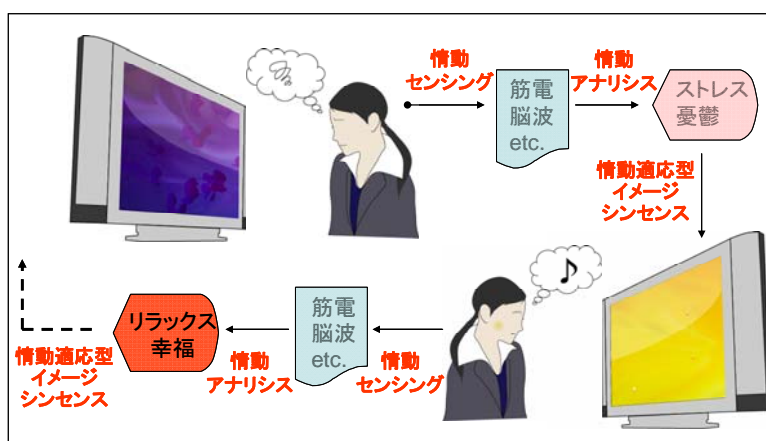 情動
センシング
筋電
脳波
etc.
情動
アナリシス
ストレス
憂鬱
情動適応型
イメージ
シンセンス
情動
センシング
筋電
脳波
etc.
情動
アナリシス
リラックス
幸福
情動適応型
イメージ
シンセンス